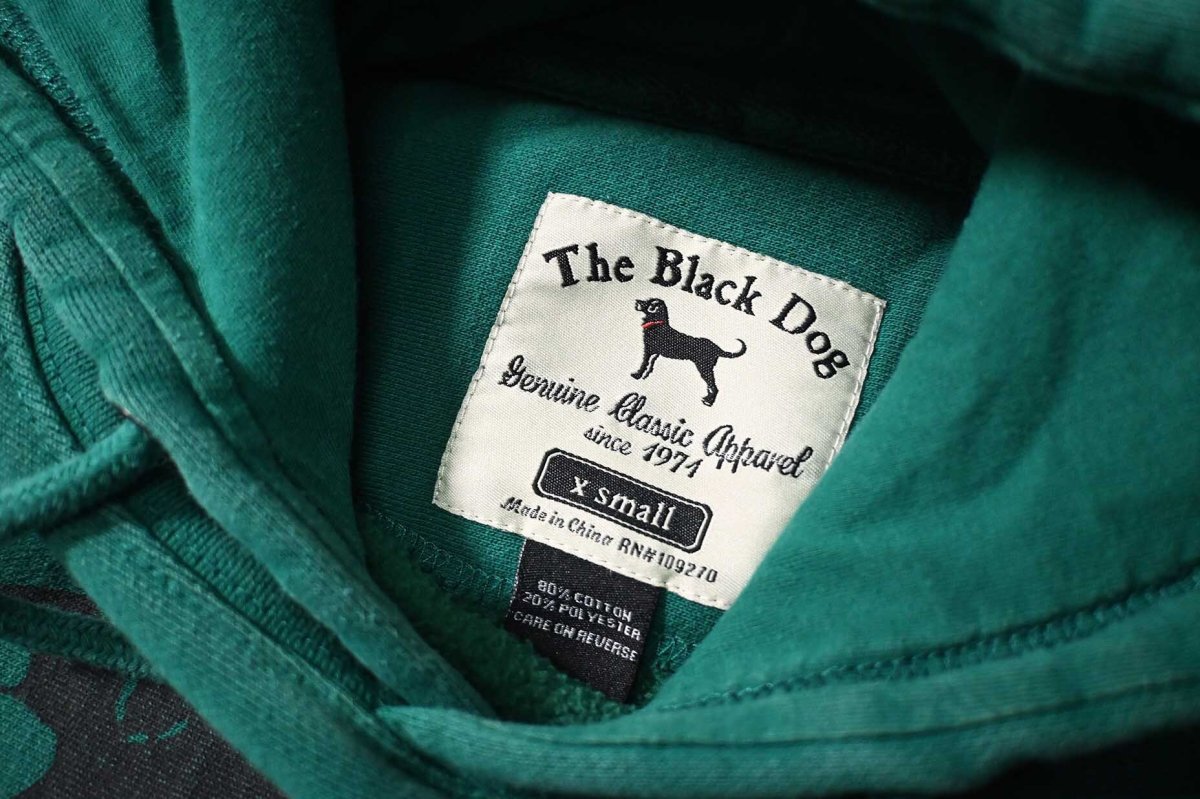 The Black Dog
Genuine Classic Apparel
since 1971
x small
Made in China RN#109270
80% COTTON
20% POLYESTER
CARE ON REVERSE